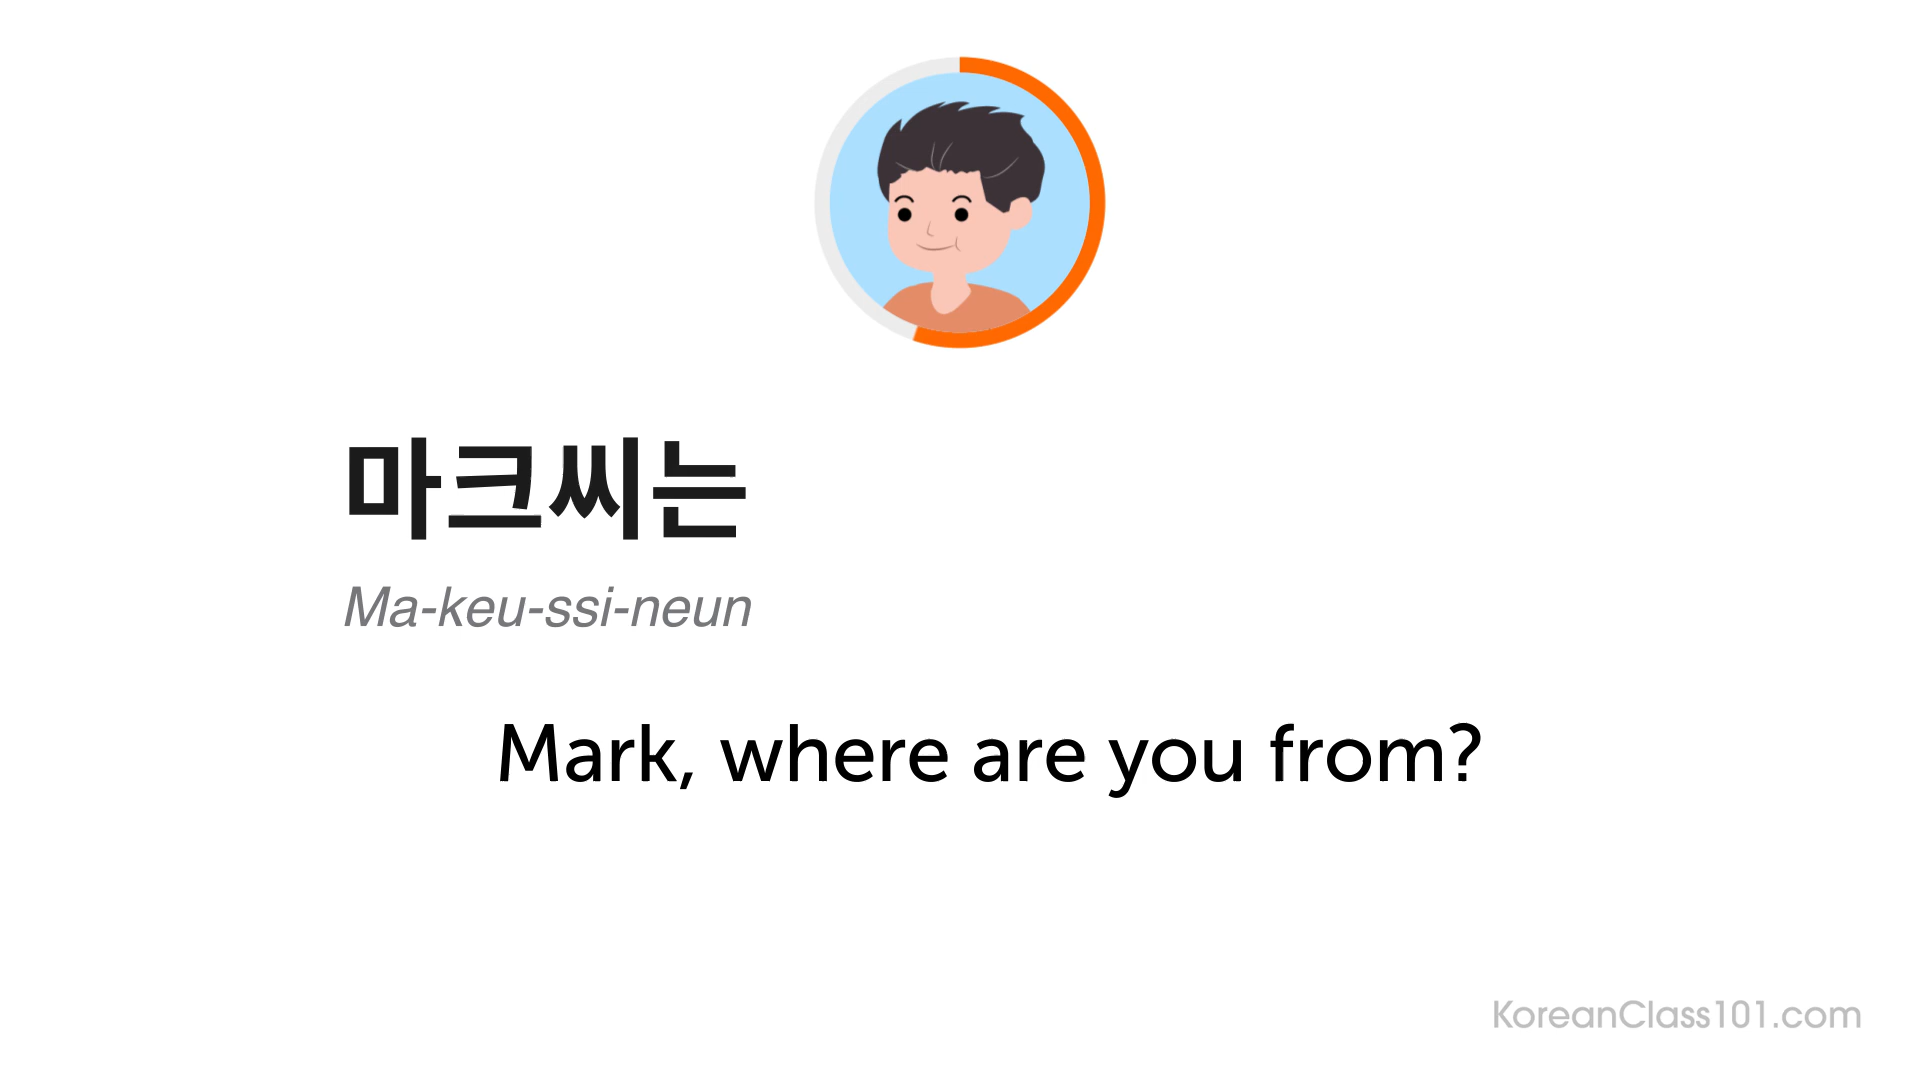 마크씨는
Ma-keu-ssi-neun
Mark, where are you from?
KoreanClass101.com